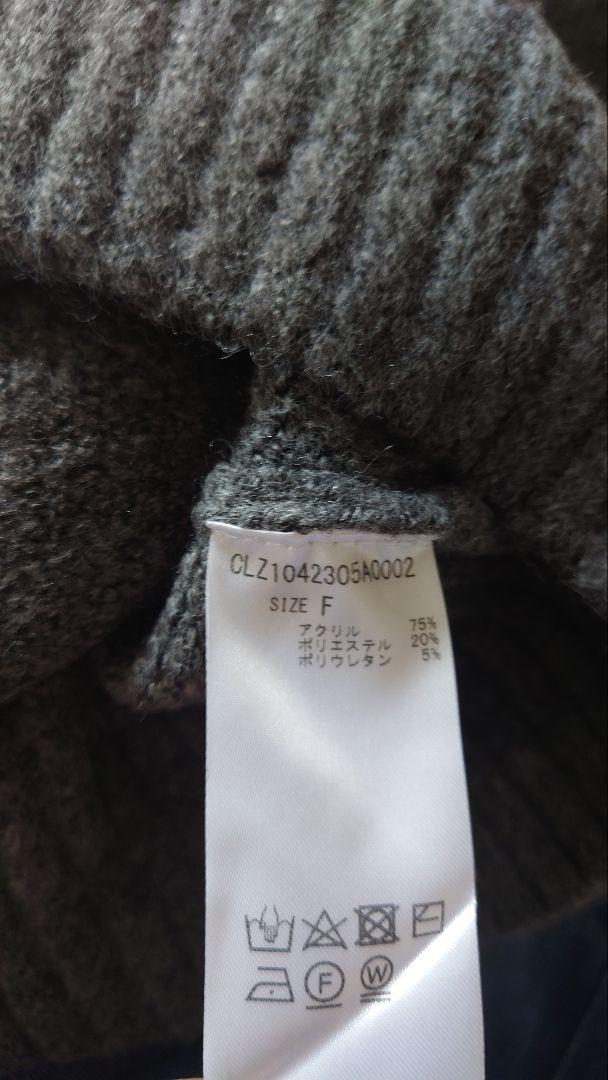 CLZ1042305A0002
SIZE F
アクリル 75%
ポリエステル 20%
ポリウレタン 5%
F W